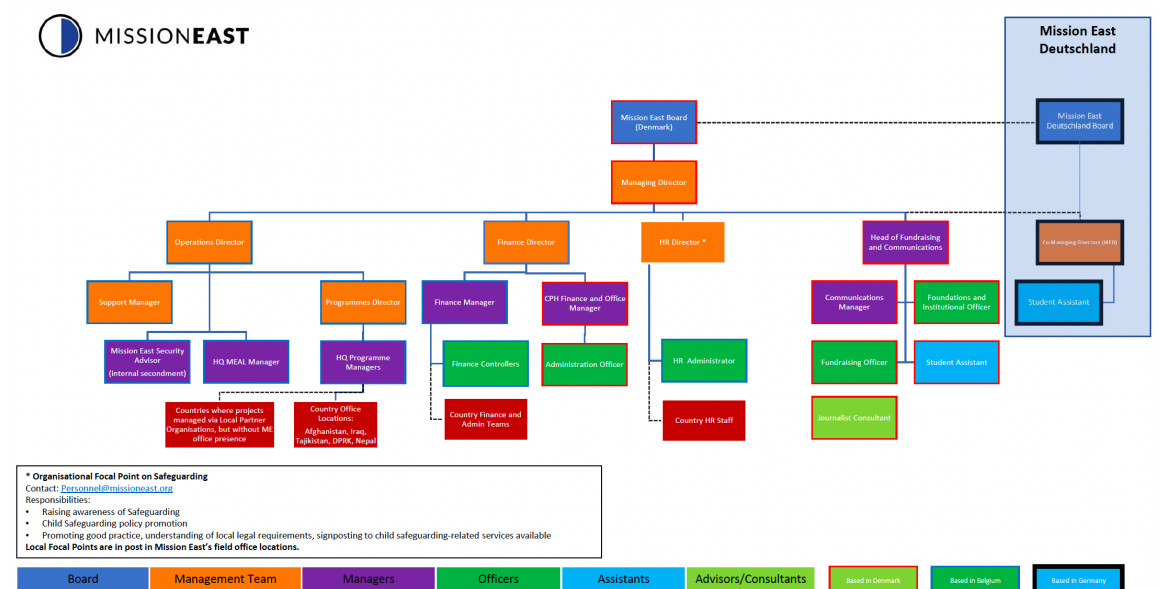 MISSIONEAST
Mission East
Deutschland
Mission East Board
(Denmark)
Mission East
Deutschland Board
Managing Director
Operations Director
Finance Director
HR Director *
Head of Fundraising
and Communications
Co-Managing Directors (MED)
Support Manager
Programmes Director
Finance Manager
CPH Finance and Office
Manager
Communications
Manager
Foundations and
Institutional Officer
Student Assistant
Mission East Security
Advisor
(internal secondment)
HQ MEAL Manager
HQ Programme
Managers
Finance Controllers
Administration Officer
HR Administrator
Fundraising Officer
Student Assistant
Countries where projects
managed via Local Partner
Organisations, but without ME
office presence
Country Office
Locations:
Afghanistan, Iraq,
Tajikistan, DPRK, Nepal
Country Finance and
Admin Teams
Country HR Staff
Journalist Consultant
* Organisational Focal Point on Safeguarding
Contact: Personnel@missioneast.org
Responsibilities:
• Raising awareness of Safeguarding
• Child Safeguarding policy promotion
• Promoting good practice, understanding of local legal requirements, signposting to child safeguarding-related services available
Local Focal Points are in post in Mission East's field office locations.
Board
Management Team
Managers
Officers
Assistants
Advisors/Consultants
Based in Denmark
Based in Belgium
Based in Germany